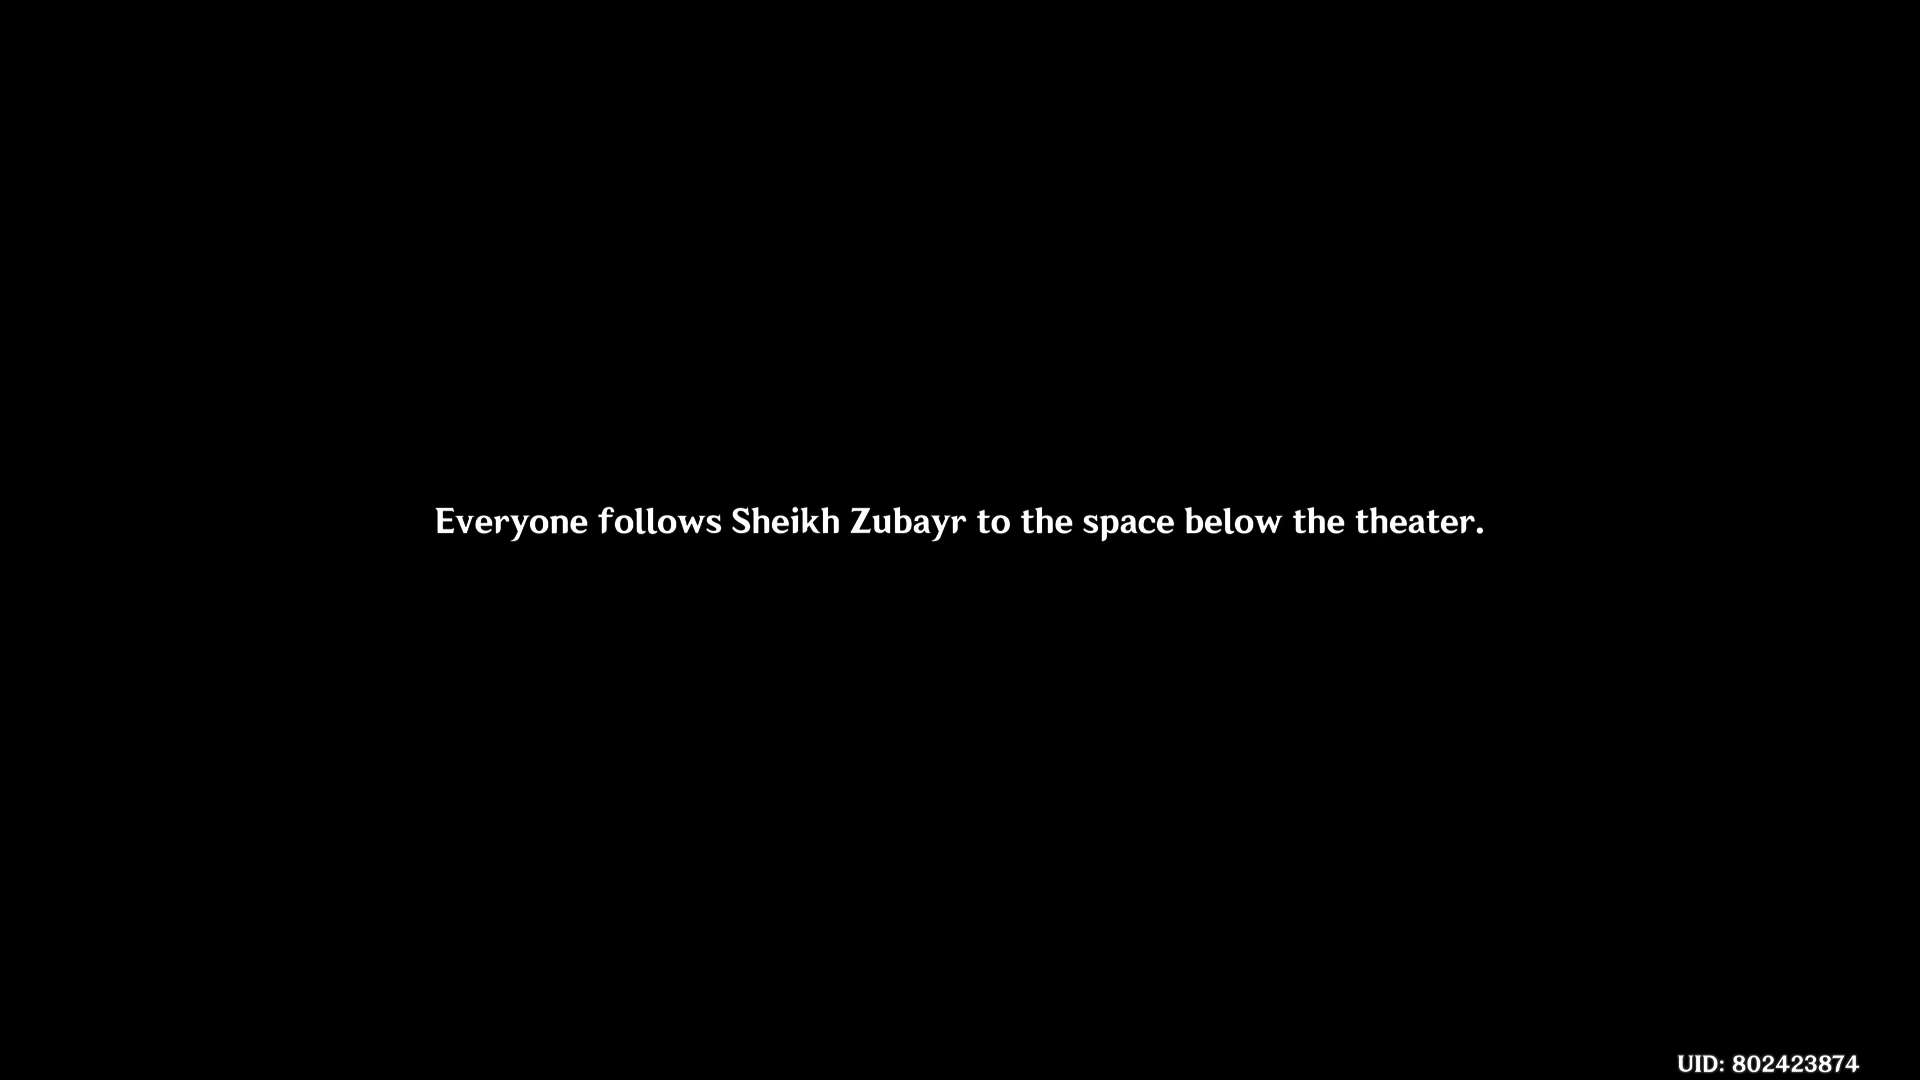 Everyone follows Sheikh Zubayr to the space below the theater.
UID: 802423874